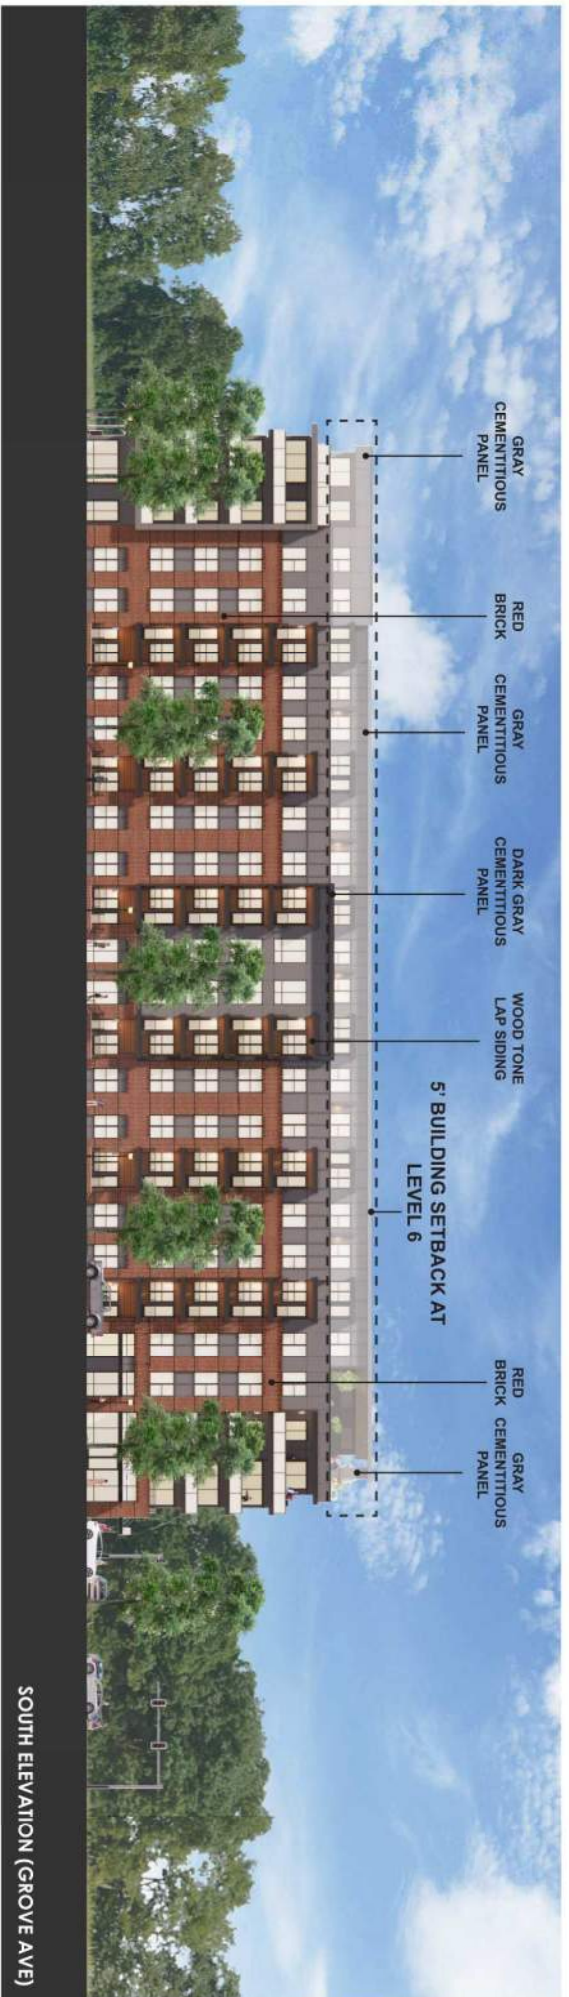 GRAY
CEMENTITIOUS
PANEL
RED
BRICK
GRAY
CEMENTITIOUS
PANEL
DARK GRAY
CEMENTITIOUS
PANEL
WOOD TONE
LAP SIDING
5' BUILDING SETBACK AT
LEVEL 6
RED
BRICK
GRAY
CEMENTITIOUS
PANEL
SOUTH ELEVATION (GROVE AVE)